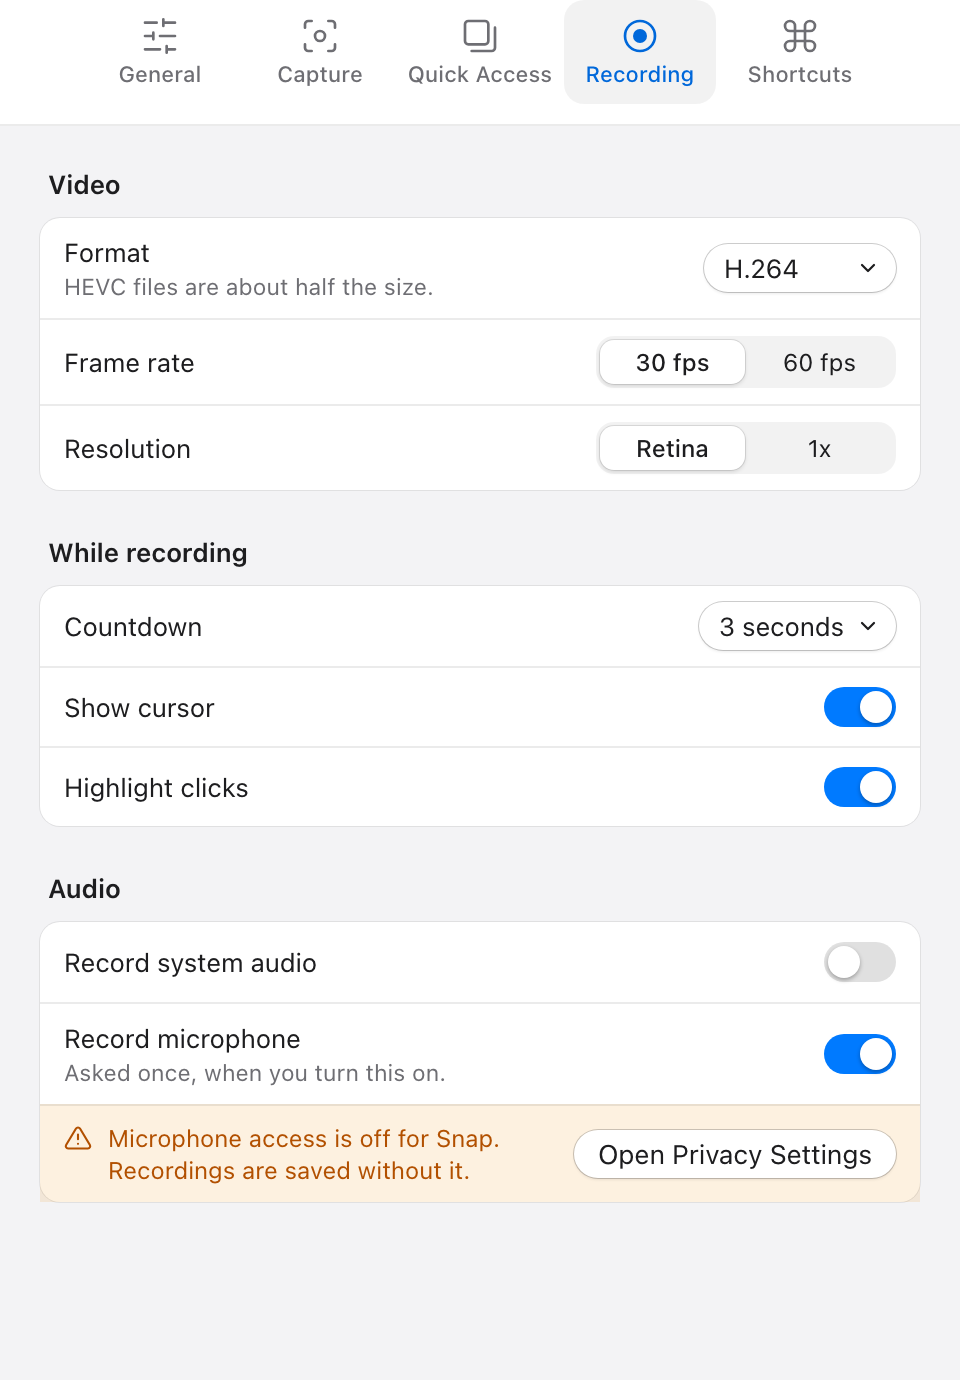 General
Capture
Quick Access
Recording
Shortcuts
Video
Format
HEVC files are about half the size.
H.264
Frame rate
30 fps
60 fps
Resolution
Retina
1x
While recording
Countdown
3 seconds
Show cursor
Highlight clicks
Audio
Record system audio
Record microphone
Asked once, when you turn this on.
Microphone access is off for Snap.
Recordings are saved without it.
Open Privacy Settings